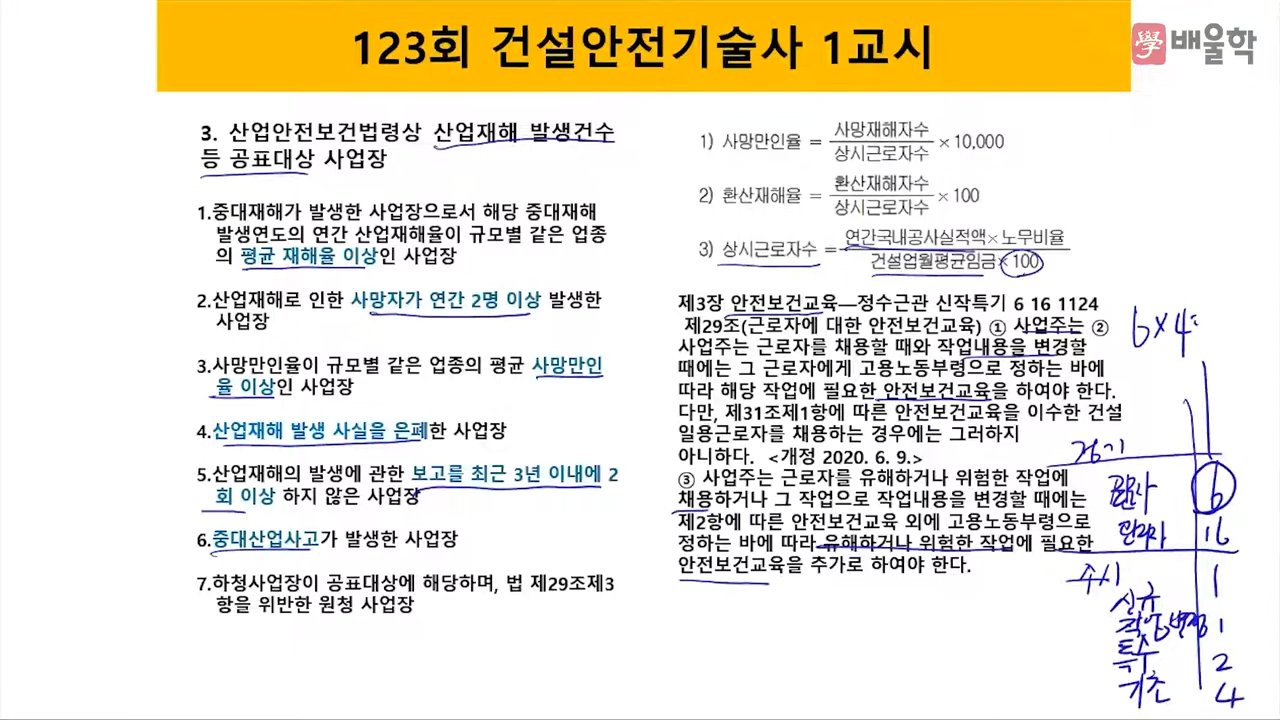 123회 건설안전기술사 1교시
學 배울학
3. 산업안전보건법령상 산업재해 발생건수
등 공표대상 사업장
1.중대재해가 발생한 사업장으로서 해당 중대재해
발생연도의 연간 산업재해율이 규모별 같은 업종
의 평균 재해율 이상인 사업장
2.산업재해로 인한 사망자가 연간 2명 이상 발생한
사업장
3.사망만인율이 규모별 같은 업종의 평균 사망만인
율 이상인 사업장
4.산업재해 발생 사실을 은폐한 사업장
5.산업재해의 발생에 관한 보고를 최근 3년 이내에 2
회 이상 하지 않은 사업장
6.중대산업사고가 발생한 사업장
7.하청사업장이 공표대상에 해당하며, 법 제29조제3
항을 위반한 원청 사업장
1) 사망만인율 = 사망재해자수 / 상시근로자수 × 10,000
2) 환산재해율 = 환산재해자수 / 상시근로자수 × 100
3) 상시근로자수 = 연간국내공사실적액×노무비율 / 건설업월평균임금×100
제3장 안전보건교육—정수근관 신작특기 6 16 1124
제29조(근로자에 대한 안전보건교육) ① 사업주는 ②
사업주는 근로자를 채용할 때와 작업내용을 변경할
때에는 그 근로자에게 고용노동부령으로 정하는 바에
따라 해당 작업에 필요한 안전보건교육을 하여야 한다.
다만, 제31조제1항에 따른 안전보건교육을 이수한 건설
일용근로자를 채용하는 경우에는 그러하지
아니하다. <개정 2020. 6. 9.>
③ 사업주는 근로자를 유해하거나 위험한 작업에
채용하거나 그 작업으로 작업내용을 변경할 때에는
제2항에 따른 안전보건교육 외에 고용노동부령으로
정하는 바에 따라 유해하거나 위험한 작업에 필요한
안전보건교육을 추가로 하여야 한다.
6×4=
정기
6
관리자 16
수시
신규 1
작업변경 1
특수 2
기초 4